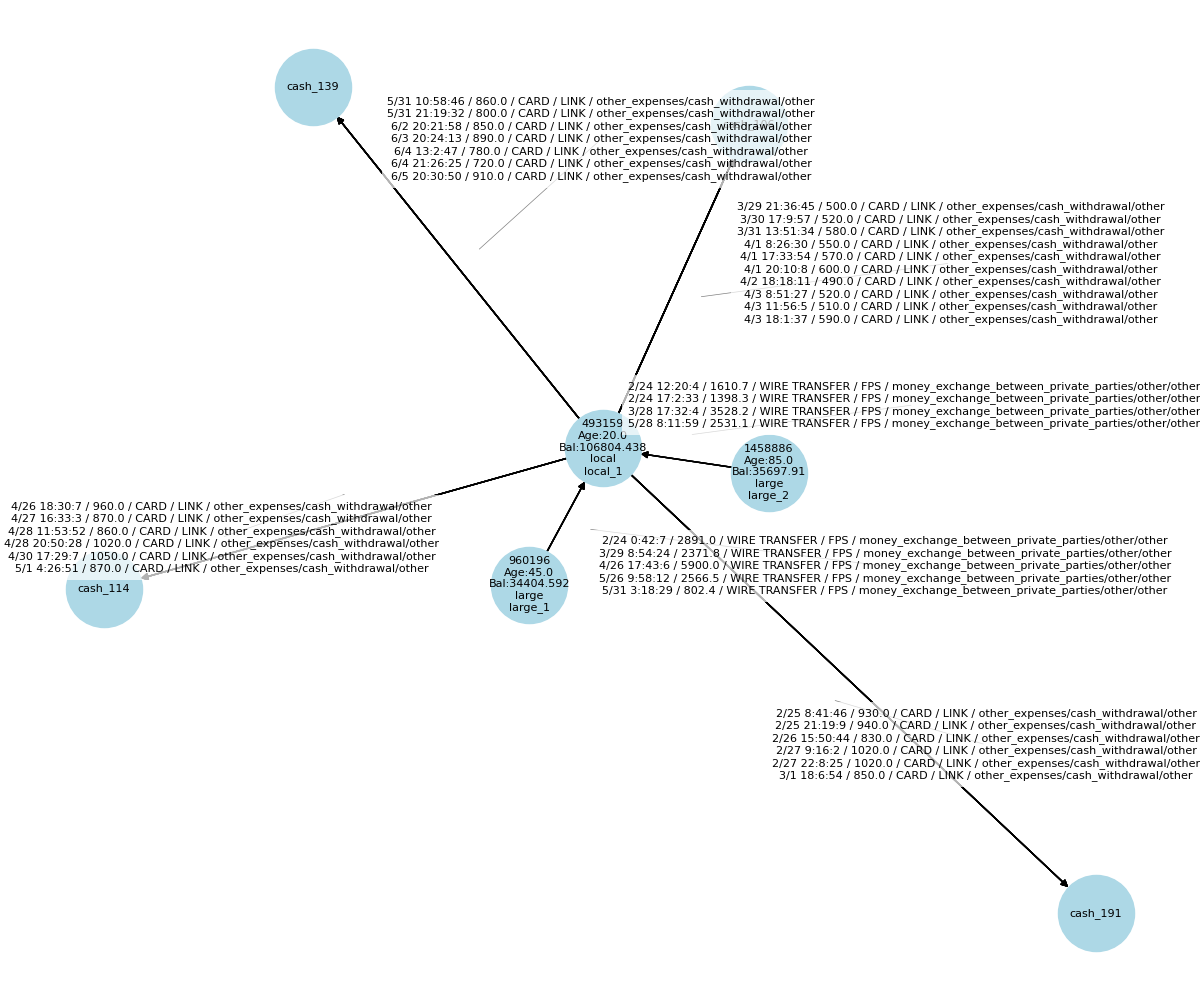 cash_139
5/31 10:58:46 / 860.0 / CARD / LINK / other_expenses/cash_withdrawal/other
5/31 21:19:32 / 800.0 / CARD / LINK / other_expenses/cash_withdrawal/other
6/2 20:21:58 / 850.0 / CARD / LINK / other_expenses/cash_withdrawal/other
6/3 20:24:13 / 890.0 / CARD / LINK / other_expenses/cash_withdrawal/other
6/4 13:2:47 / 780.0 / CARD / LINK / other_expenses/cash_withdrawal/other
6/4 21:26:25 / 720.0 / CARD / LINK / other_expenses/cash_withdrawal/other
6/5 20:30:50 / 910.0 / CARD / LINK / other_expenses/cash_withdrawal/other
3/29 21:36:45 / 500.0 / CARD / LINK / other_expenses/cash_withdrawal/other
3/30 17:9:57 / 520.0 / CARD / LINK / other_expenses/cash_withdrawal/other
3/31 13:51:34 / 580.0 / CARD / LINK / other_expenses/cash_withdrawal/other
4/1 8:26:30 / 550.0 / CARD / LINK / other_expenses/cash_withdrawal/other
4/1 17:33:54 / 570.0 / CARD / LINK / other_expenses/cash_withdrawal/other
4/1 20:10:8 / 600.0 / CARD / LINK / other_expenses/cash_withdrawal/other
4/2 18:18:11 / 490.0 / CARD / LINK / other_expenses/cash_withdrawal/other
4/3 8:51:27 / 520.0 / CARD / LINK / other_expenses/cash_withdrawal/other
4/3 11:56:5 / 510.0 / CARD / LINK / other_expenses/cash_withdrawal/other
4/3 18:1:37 / 590.0 / CARD / LINK / other_expenses/cash_withdrawal/other
2/24 12:20:4 / 1610.7 / WIRE TRANSFER / FPS / money_exchange_between_private_parties/other/other
2/24 17:2:33 / 1398.3 / WIRE TRANSFER / FPS / money_exchange_between_private_parties/other/other
3/28 17:32:4 / 3528.2 / WIRE TRANSFER / FPS / money_exchange_between_private_parties/other/other
5/28 8:11:59 / 2531.1 / WIRE TRANSFER / FPS / money_exchange_between_private_parties/other/other
493159
Age:20.0
Bal:106804.438
local
local_1
1458886
Age:85.0
Bal:35697.91
large
large_2
4/26 18:30:7 / 960.0 / CARD / LINK / other_expenses/cash_withdrawal/other
4/27 16:33:3 / 870.0 / CARD / LINK / other_expenses/cash_withdrawal/other
4/28 11:53:52 / 860.0 / CARD / LINK / other_expenses/cash_withdrawal/other
4/28 20:50:28 / 1020.0 / CARD / LINK / other_expenses/cash_withdrawal/other
4/30 17:29:7 / 1050.0 / CARD / LINK / other_expenses/cash_withdrawal/other
5/1 4:26:51 / 870.0 / CARD / LINK / other_expenses/cash_withdrawal/other
cash_114
2/24 0:42:7 / 2891.0 / WIRE TRANSFER / FPS / money_exchange_between_private_parties/other/other
3/29 8:54:24 / 2371.8 / WIRE TRANSFER / FPS / money_exchange_between_private_parties/other/other
4/26 17:43:6 / 5900.0 / WIRE TRANSFER / FPS / money_exchange_between_private_parties/other/other
5/26 9:58:12 / 2566.5 / WIRE TRANSFER / FPS / money_exchange_between_private_parties/other/other
5/31 3:18:29 / 802.4 / WIRE TRANSFER / FPS / money_exchange_between_private_parties/other/other
960196
Age:45.0
Bal:34404.592
large
large_1
2/25 8:41:46 / 930.0 / CARD / LINK / other_expenses/cash_withdrawal/other
2/25 21:19:9 / 940.0 / CARD / LINK / other_expenses/cash_withdrawal/other
2/26 15:50:44 / 830.0 / CARD / LINK / other_expenses/cash_withdrawal/other
2/27 9:16:2 / 1020.0 / CARD / LINK / other_expenses/cash_withdrawal/other
2/27 22:8:25 / 1020.0 / CARD / LINK / other_expenses/cash_withdrawal/other
3/1 18:6:54 / 850.0 / CARD / LINK / other_expenses/cash_withdrawal/other
cash_191